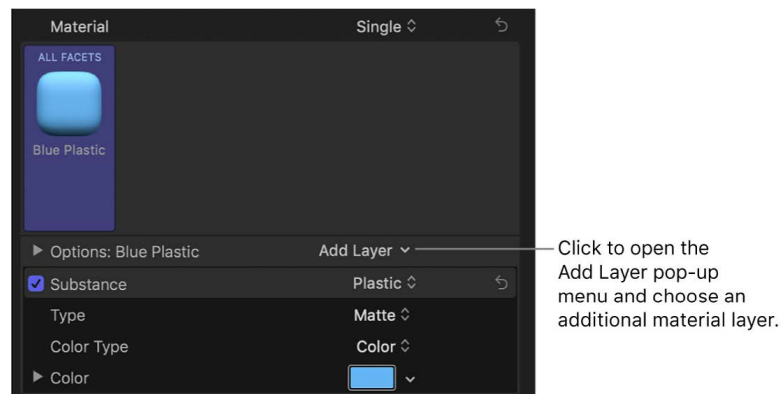 Material Single
ALL FACETS
Blue Plastic
Options: Blue Plastic Add Layer
Click to open the
Add Layer pop-up
menu and choose an
additional material layer.
Substance Plastic
Type Matte
Color Type Color
Color